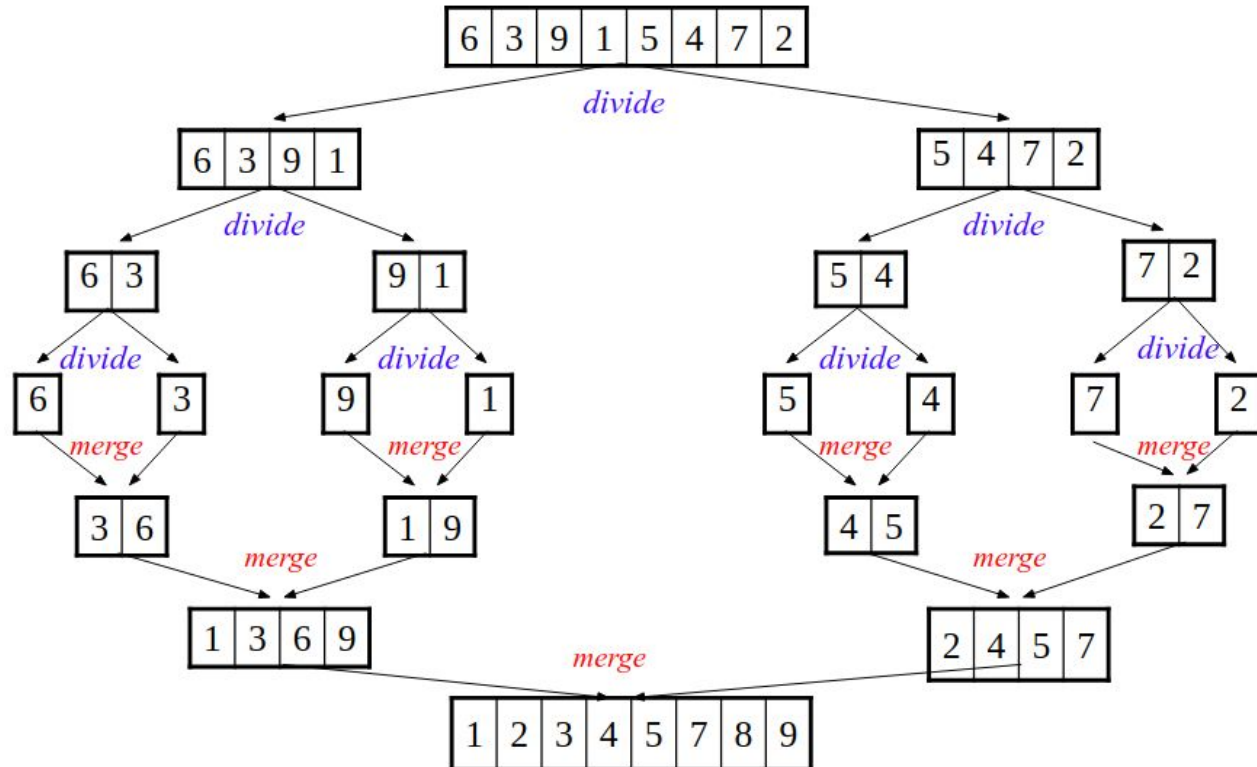 6 3 9 1 5 4 7 2
divide
6 3 9 1
5 4 7 2
divide
divide
6 3
9 1
5 4
7 2
divide
divide
divide
divide
6
3
9
1
5
4
7
2
merge
merge
merge
merge
3 6
1 9
4 5
2 7
merge
merge
1 3 6 9
2 4 5 7
merge
1 2 3 4 5 7 8 9